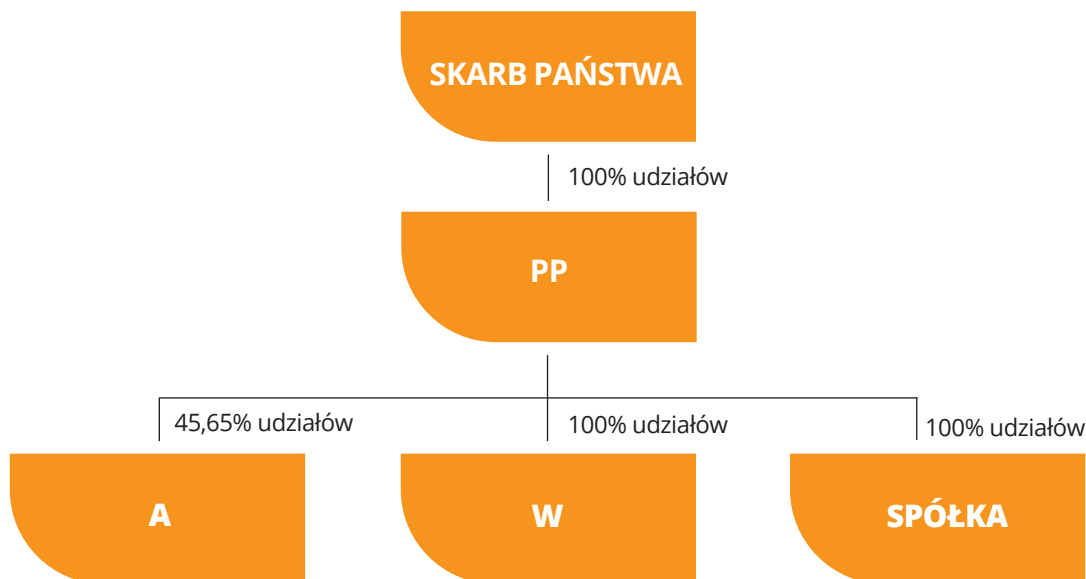 SKARB PAŃSTWA
100% udziałów
PP
45,65% udziałów
100% udziałów
100% udziałów
A
W
SPÓŁKA